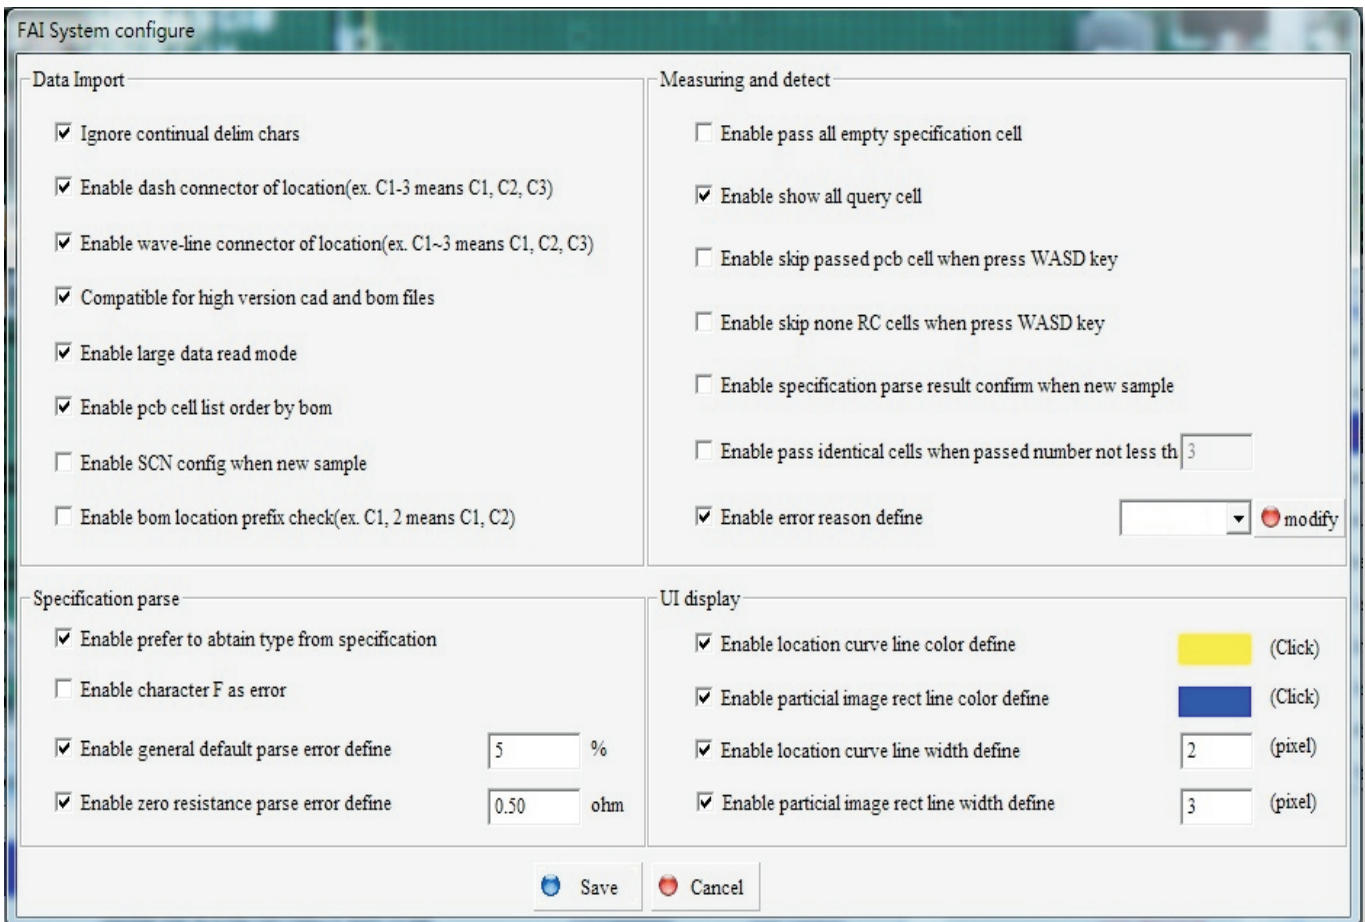 FAI System configure
Data Import
Ignore continual delim chars
Enable dash connector of location(ex. C1-3 means C1, C2, C3)
Enable wave-line connector of location(ex. C1~3 means C1, C2, C3)
Compatible for high version cad and bom files
Enable large data read mode
Enable pcb cell list order by bom
Enable SCN config when new sample
Enable bom location prefix check(ex. C1, 2 means C1, C2)
Measuring and detect
Enable pass all empty specification cell
Enable show all query cell
Enable skip passed pcb cell when press WASD key
Enable skip none RC cells when press WASD key
Enable specification parse result confirm when new sample
Enable pass identical cells when passed number not less th 3
Enable error reason define modify
Specification parse
Enable prefer to abtain type from specification
Enable character F as error
Enable general default parse error define 5 %
Enable zero resistance parse error define 0.50 ohm
UI display
Enable location curve line color define (Click)
Enable particial image rect line color define (Click)
Enable location curve line width define 2 (pixel)
Enable particial image rect line width define 3 (pixel)
Save Cancel